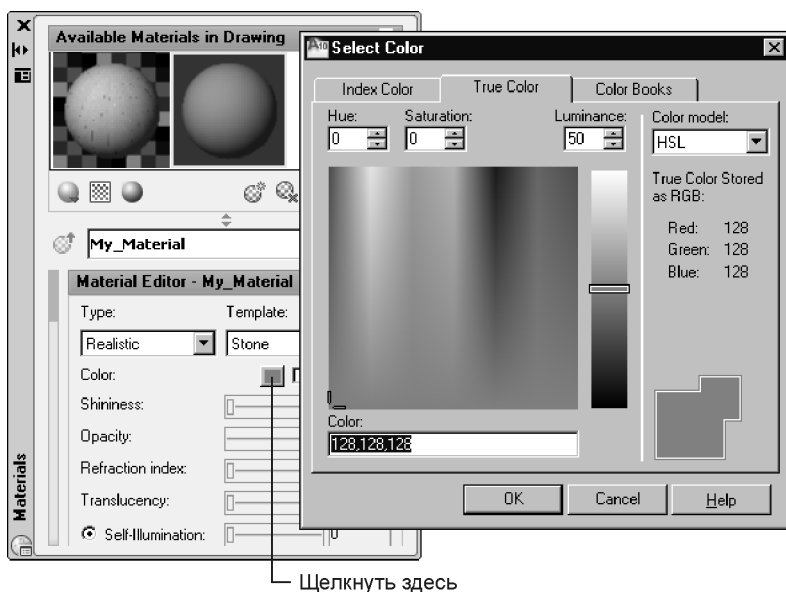 Available Materials in Drawing
My_Material
Material Editor - My_Material
Type: Template:
Realistic Stone
Color:
Shininess:
Opacity:
Refraction index:
Translucency:
Self-Illumination: 0
Materials
A10 Select Color
Index Color True Color Color Books
Hue: Saturation: Luminance: Color model:
0 0 50 HSL
True Color Stored
as RGB:
Red: 128
Green: 128
Blue: 128
Color:
128,128,128
OK Cancel Help
Щелкнуть здесь